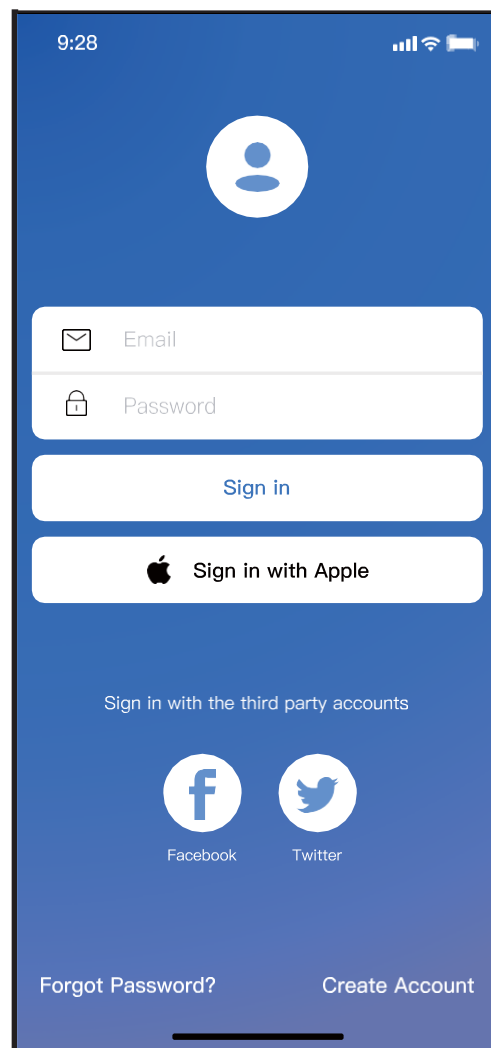 9:28
Email
Password
Sign in
Sign in with Apple
Sign in with the third party accounts
Facebook Twitter
Forgot Password? Create Account